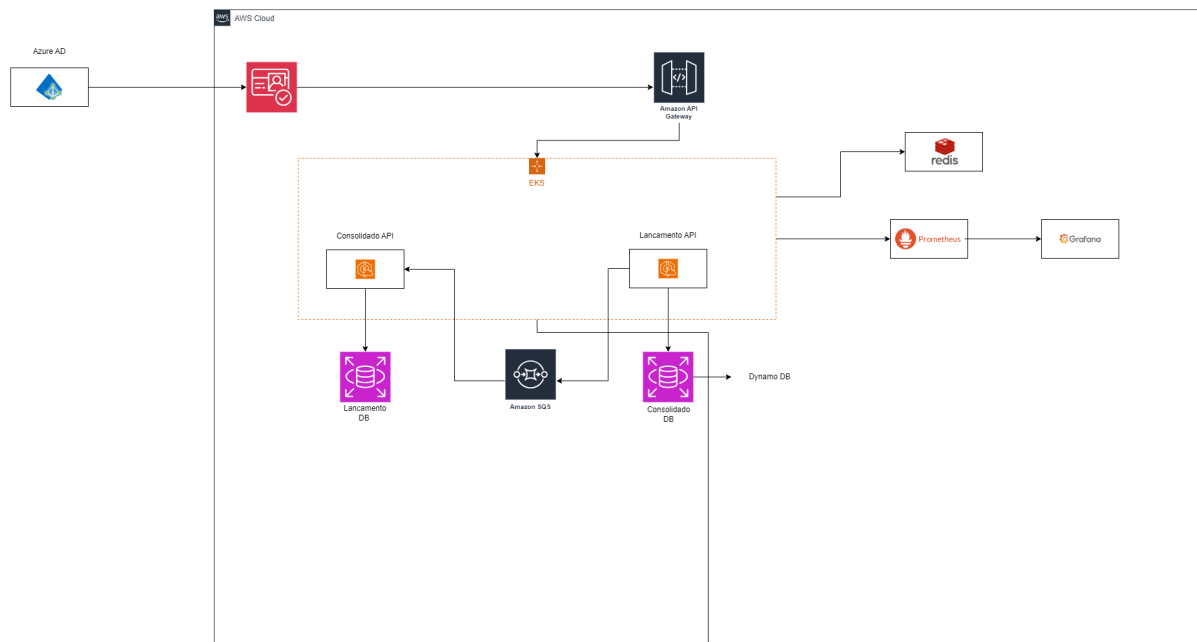 aws
AWS Cloud
Azure AD
Amazon API
Gateway
redis
EKS
Consolidado API
Lancamento API
Prometheus
Grafana
Lancamento
DB
Amazon SQS
Consolidado
DB
Dynamo DB